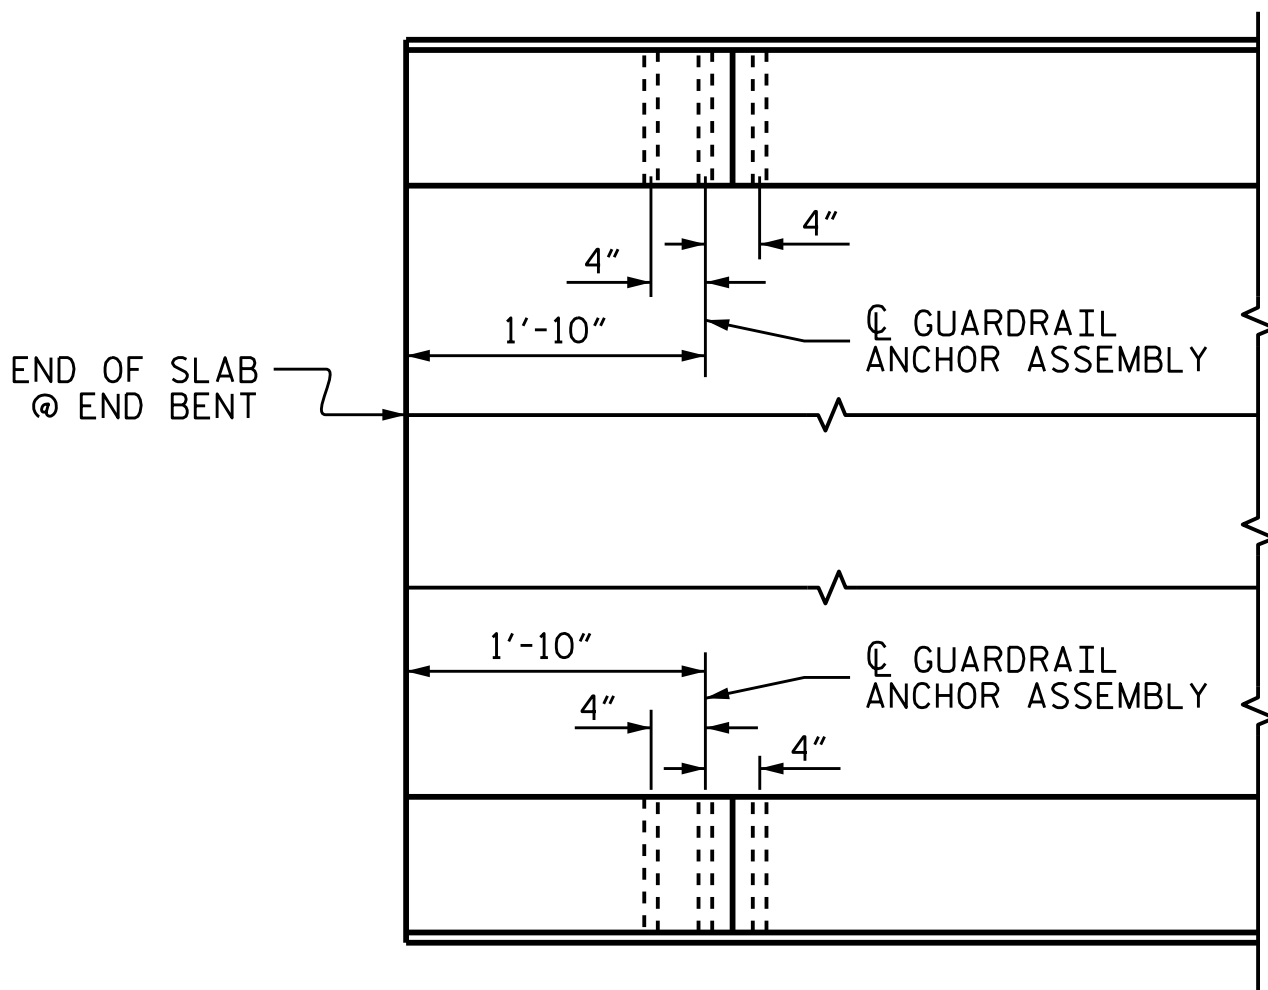 4"
4"
1'-10"
℄ GUARDRAIL
ANCHOR ASSEMBLY
END OF SLAB
@ END BENT
1'-10"
℄ GUARDRAIL
ANCHOR ASSEMBLY
4"
4"